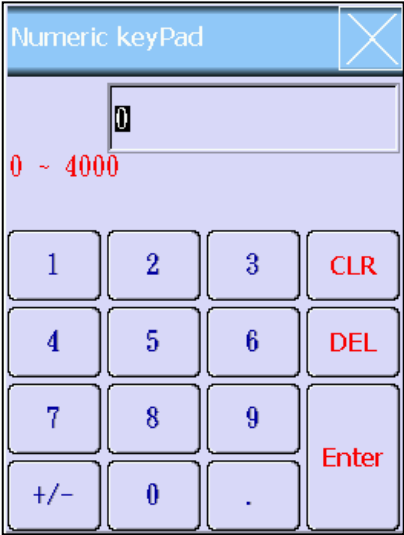 Numeric keyPad
0
0 ~ 4000
1 2 3 CLR
4 5 6 DEL
7 8 9
Enter
+/- 0 .